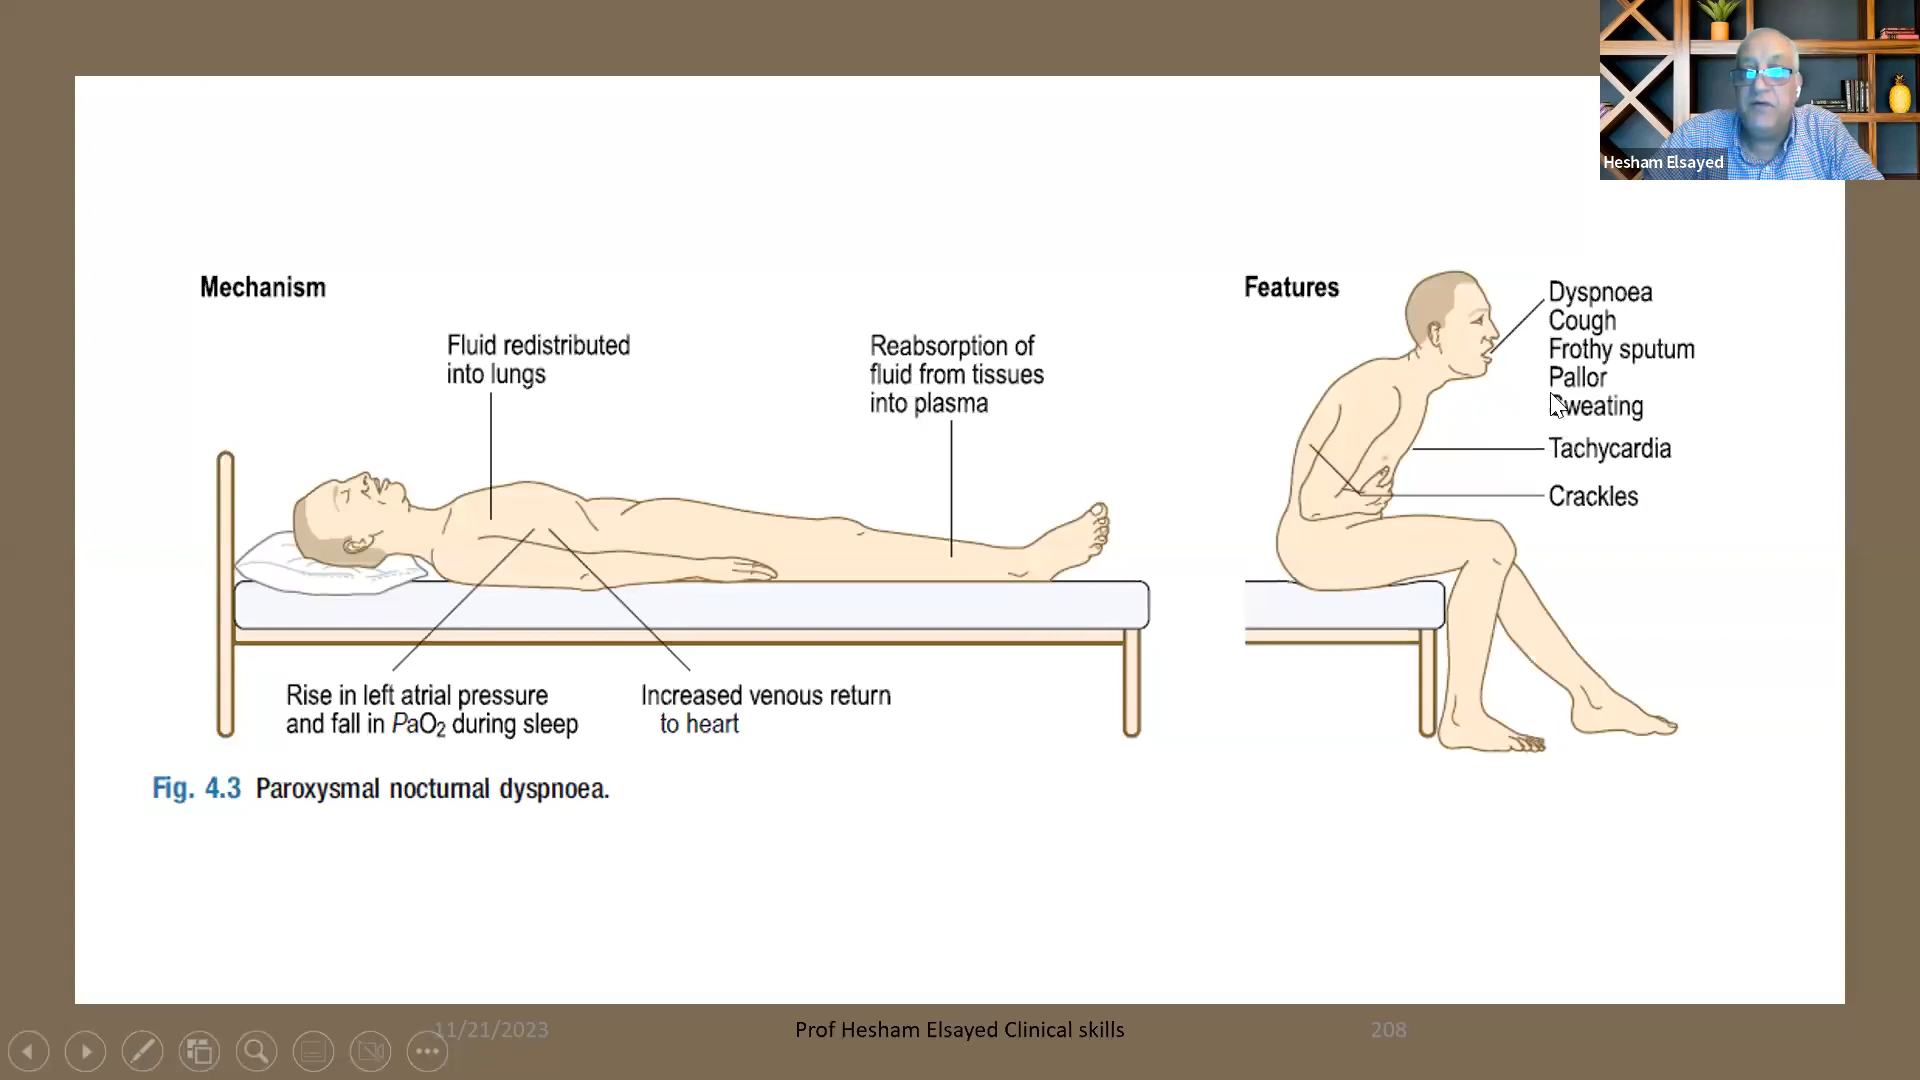 Hesham Elsayed
Mechanism
Fluid redistributed
into lungs
Reabsorption of
fluid from tissues
into plasma
Rise in left atrial pressure
and fall in PaO₂ during sleep
Increased venous return
to heart
Features
Dyspnoea
Cough
Frothy sputum
Pallor
Sweating
Tachycardia
Crackles
Fig. 4.3 Paroxysmal nocturnal dyspnoea.
11/21/2023
Prof Hesham Elsayed Clinical skills
208